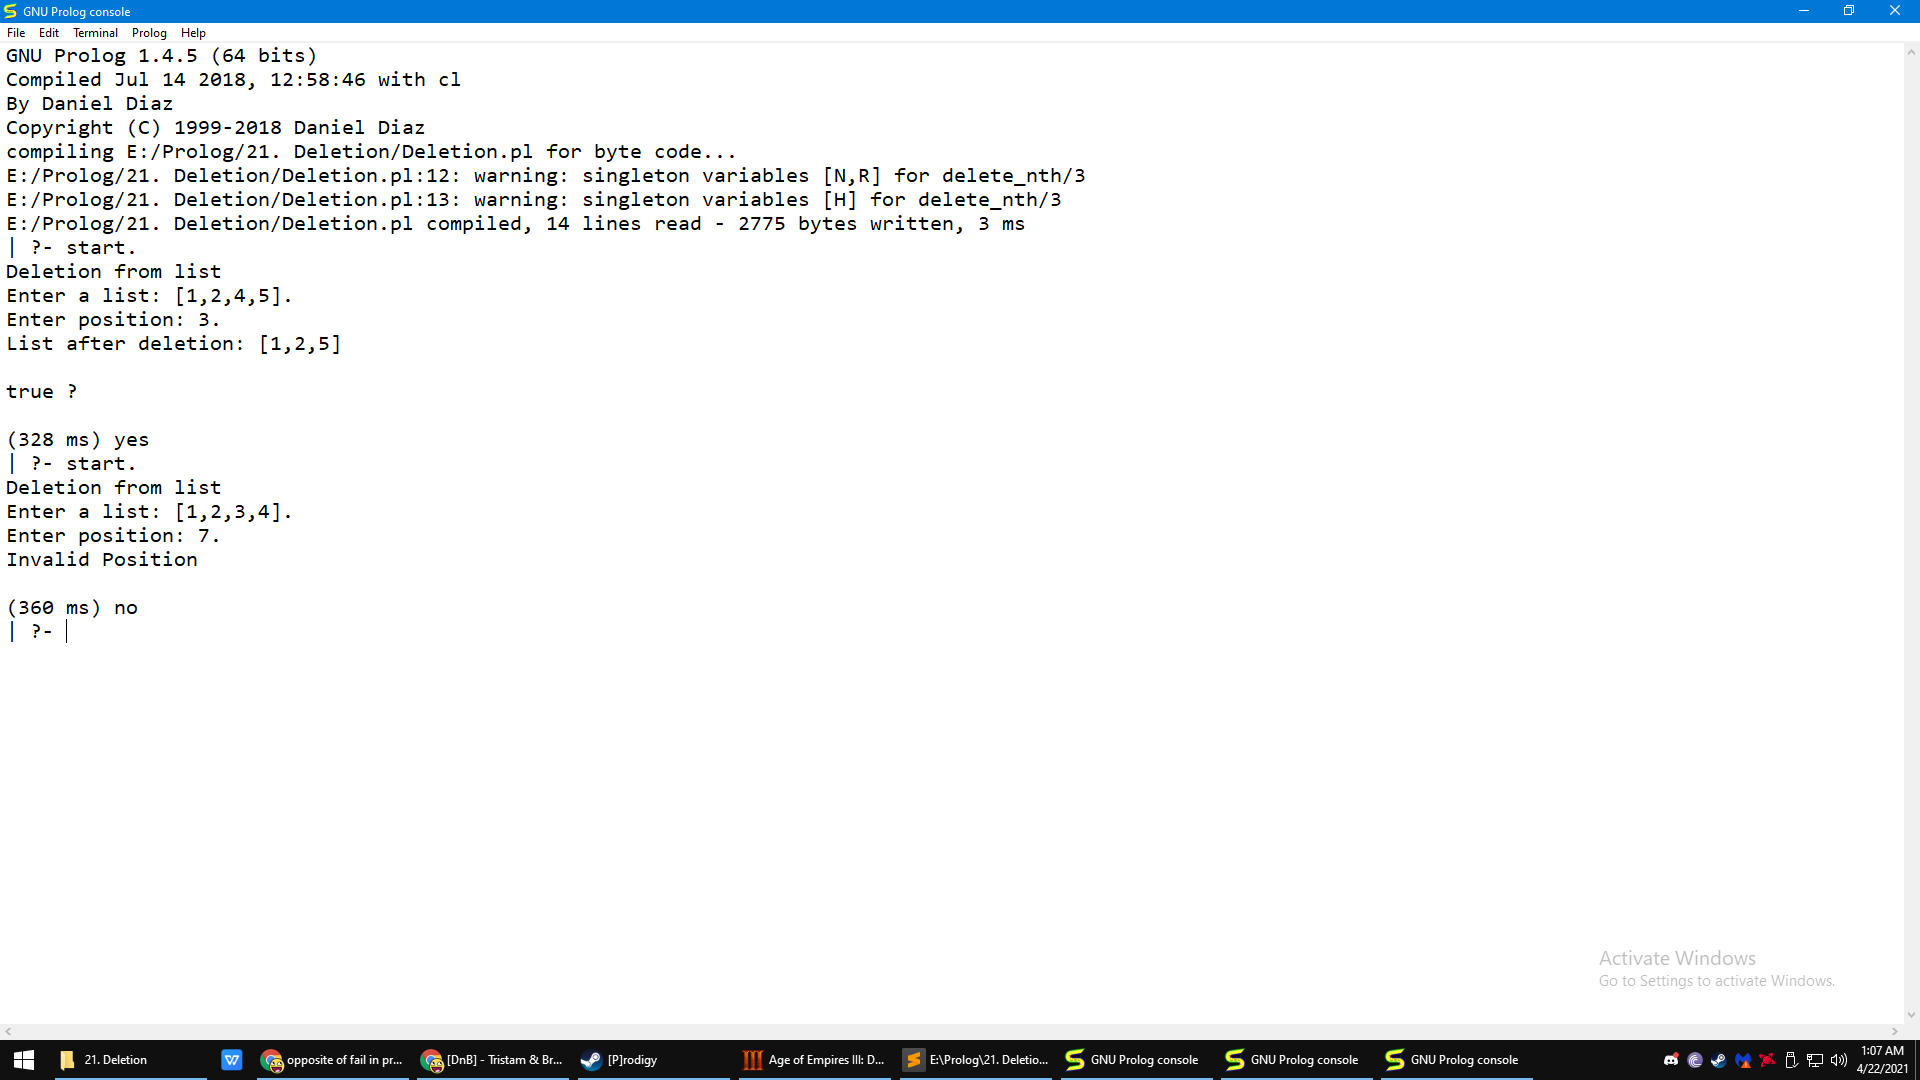 GNU Prolog console
File Edit Terminal Prolog Help
GNU Prolog 1.4.5 (64 bits)
Compiled Jul 14 2018, 12:58:46 with cl
By Daniel Diaz
Copyright (C) 1999-2018 Daniel Diaz
compiling E:/Prolog/21. Deletion/Deletion.pl for byte code...
E:/Prolog/21. Deletion/Deletion.pl:12: warning: singleton variables [N,R] for delete_nth/3
E:/Prolog/21. Deletion/Deletion.pl:13: warning: singleton variables [H] for delete_nth/3
E:/Prolog/21. Deletion/Deletion.pl compiled, 14 lines read - 2775 bytes written, 3 ms
| ?- start.
Deletion from list
Enter a list: [1,2,4,5].
Enter position: 3.
List after deletion: [1,2,5]
true ?
(328 ms) yes
| ?- start.
Deletion from list
Enter a list: [1,2,3,4].
Enter position: 7.
Invalid Position
(360 ms) no
| ?-
Activate Windows
Go to Settings to activate Windows.
21. Deletion
opposite of fail in pr...
[DnB] - Tristam & Br...
[P]rodigy
Age of Empires III: D...
E:\Prolog\21. Deletio...
GNU Prolog console
GNU Prolog console
GNU Prolog console
1:07 AM
4/22/2021